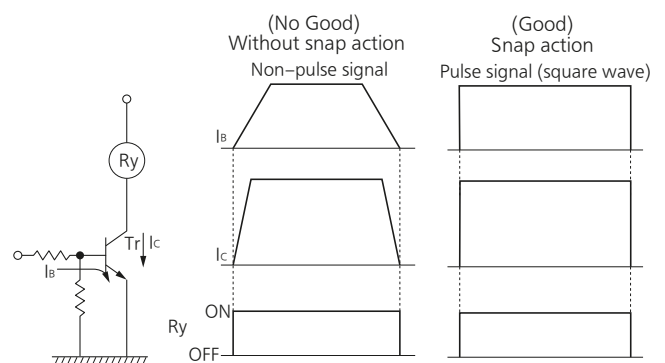 (No Good)
Without snap action
Non–pulse signal
(Good)
Snap action
Pulse signal (square wave)
Ry
Tr
IC
IB
IB
IC
Ry
ON
OFF